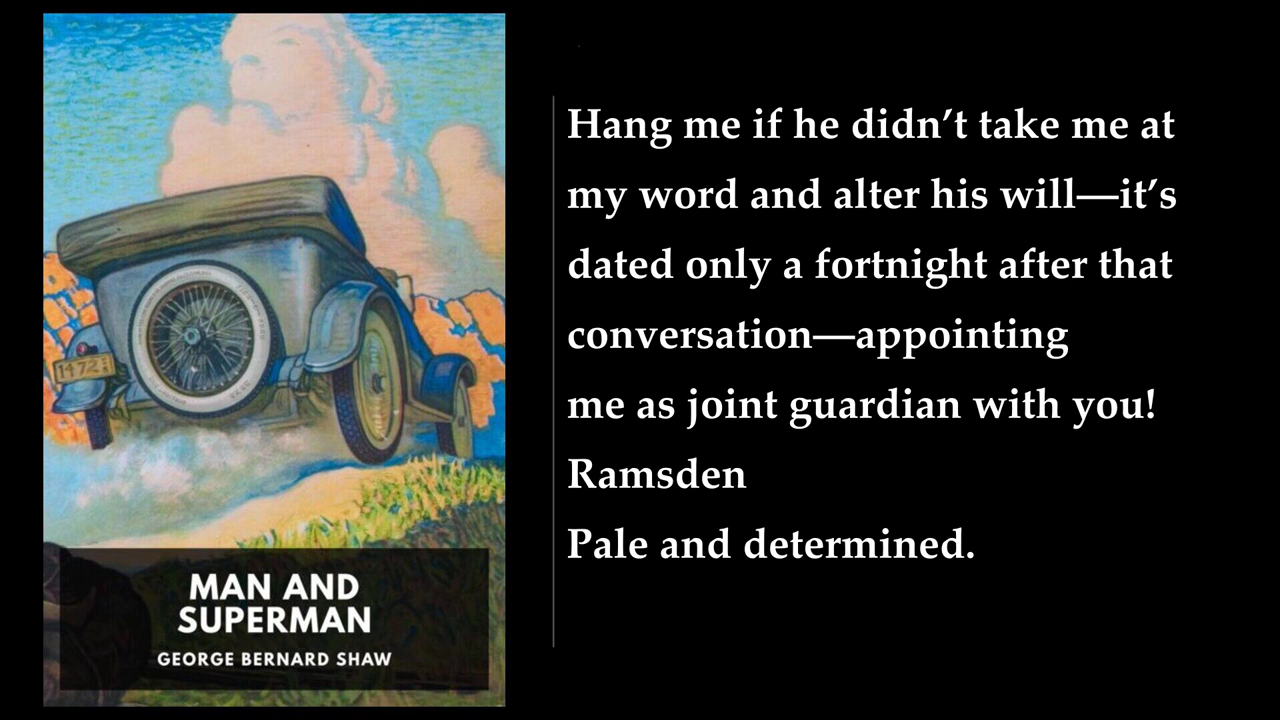 Hang me if he didn’t take me at
my word and alter his will—it’s
dated only a fortnight after that
conversation—appointing
me as joint guardian with you!
Ramsden
Pale and determined.
1472
MAN AND
SUPERMAN
GEORGE BERNARD SHAW